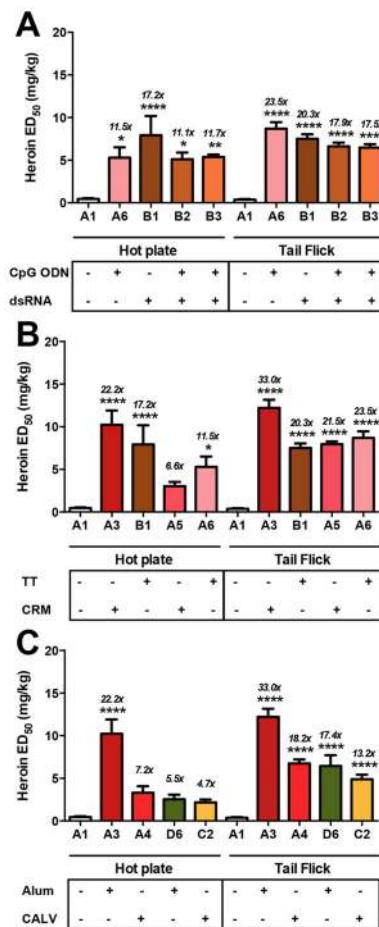 A
Heroin ED50 (mg/kg)
20
15
10
5
0
11.5x
*
17.2x
****
11.1x
*
11.7x
**
23.5x
****
20.3x
****
17.9x
****
17.5
A1 A6 B1 B2 B3 A1 A6 B1 B2 B3
Hot plate Tail Flick
CpG ODN - + - + + - + - + +
dsRNA - - + + + - - + + +
B
Heroin ED50 (mg/kg)
20
15
10
5
0
22.2x
****
17.2x
****
6.6x
11.5x
*
33.0x
****
20.3x
****
21.5x
****
23.5x
****
A1 A3 B1 A5 A6 A1 A3 B1 A5 A6
Hot plate Tail Flick
TT - - + - + - - + - +
CRM - + - + - - + - + -
C
Heroin ED50 (mg/kg)
20
15
10
5
0
22.2x
****
7.2x
5.5x
4.7x
33.0x
****
18.2x
****
17.4x
****
13.2x
****
A1 A3 A4 D6 C2 A1 A3 A4 D6 C2
Hot plate Tail Flick
Alum - + - + - - + - + -
CALV - - + - + - - + - +